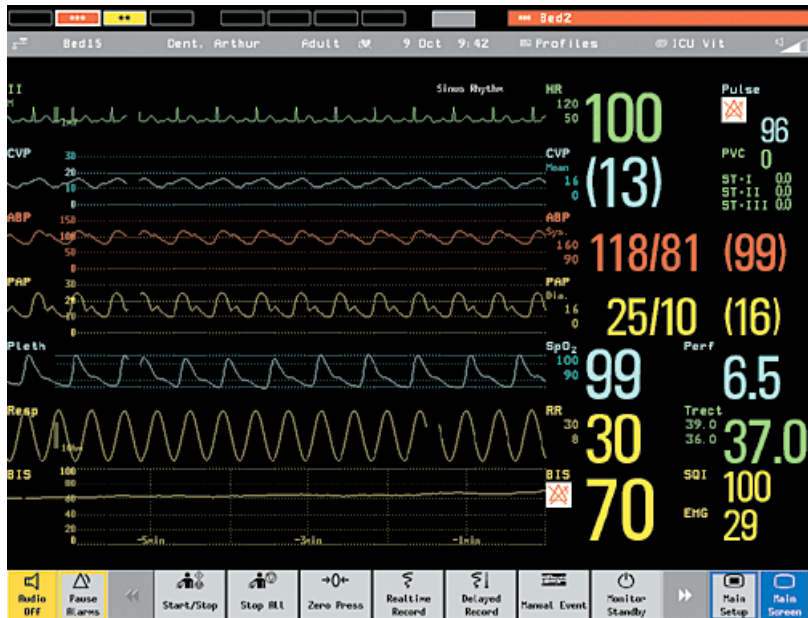 *** ** *** Bed2
Bed15 Dent, Arthur Adult 9 Oct 9:42 Profiles ICU Vit
II Sinus Rhythm HR Pulse
M 120 100
1mV 50 96
CVP 30 CVP PVC 0
20 Mean 16 (13) ST-I 0.0
10 0 ST-II 0.0
0 ST-III 0.0
ABP 150 ABP
100 Sys. 160 118/81 (99)
50 90
0
PAP 30 PAP
20 Dia. 16 25/10 (16)
10 0
0
Pleth SpO₂ Perf
100 99 6.5
90
Resp RR Trect
30 30 39.0 37.0
8 36.0
BIS 100 BIS SQI
80 70 100
60 EMG
40 29
20
0 -5min -3min -1min
Audio Off Pause Alarms Start/Stop Stop All Zero Press Realtime Record Delayed Record Manual Event Monitor Standby Main Setup Main Screen